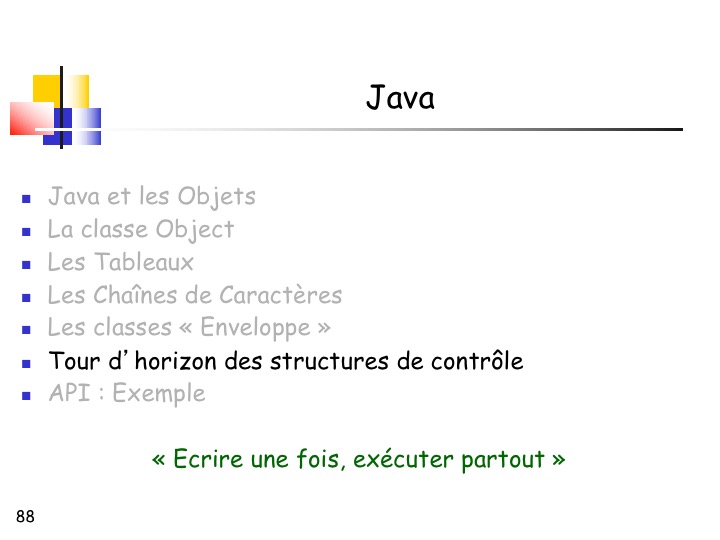 Java
Java et les Objets
La classe Object
Les Tableaux
Les Chaînes de Caractères
Les classes « Enveloppe »
Tour d’horizon des structures de contrôle
API : Exemple
« Ecrire une fois, exécuter partout »
88